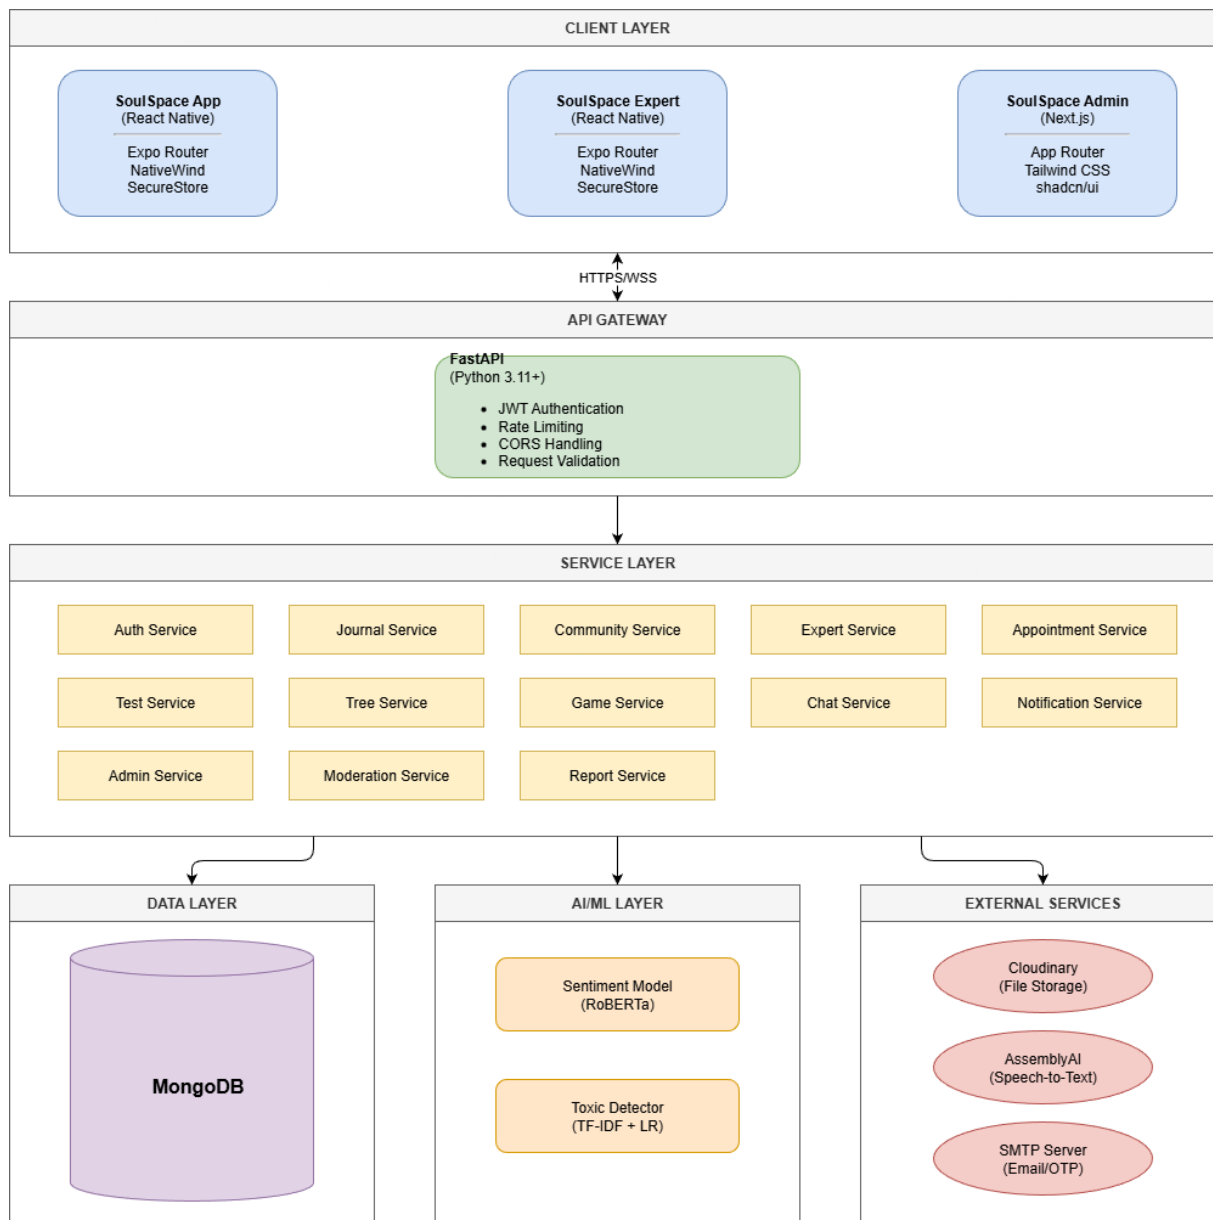 CLIENT LAYER
SoulSpace App
(React Native)
Expo Router
NativeWind
SecureStore
SoulSpace Expert
(React Native)
Expo Router
NativeWind
SecureStore
SoulSpace Admin
(Next.js)
App Router
Tailwind CSS
shadcn/ui
HTTPS/WSS
API GATEWAY
FastAPI
(Python 3.11+)
• JWT Authentication
• Rate Limiting
• CORS Handling
• Request Validation
SERVICE LAYER
Auth Service
Journal Service
Community Service
Expert Service
Appointment Service
Test Service
Tree Service
Game Service
Chat Service
Notification Service
Admin Service
Moderation Service
Report Service
DATA LAYER
MongoDB
AI/ML LAYER
Sentiment Model
(RoBERTa)
Toxic Detector
(TF-IDF + LR)
EXTERNAL SERVICES
Cloudinary
(File Storage)
AssemblyAI
(Speech-to-Text)
SMTP Server
(Email/OTP)